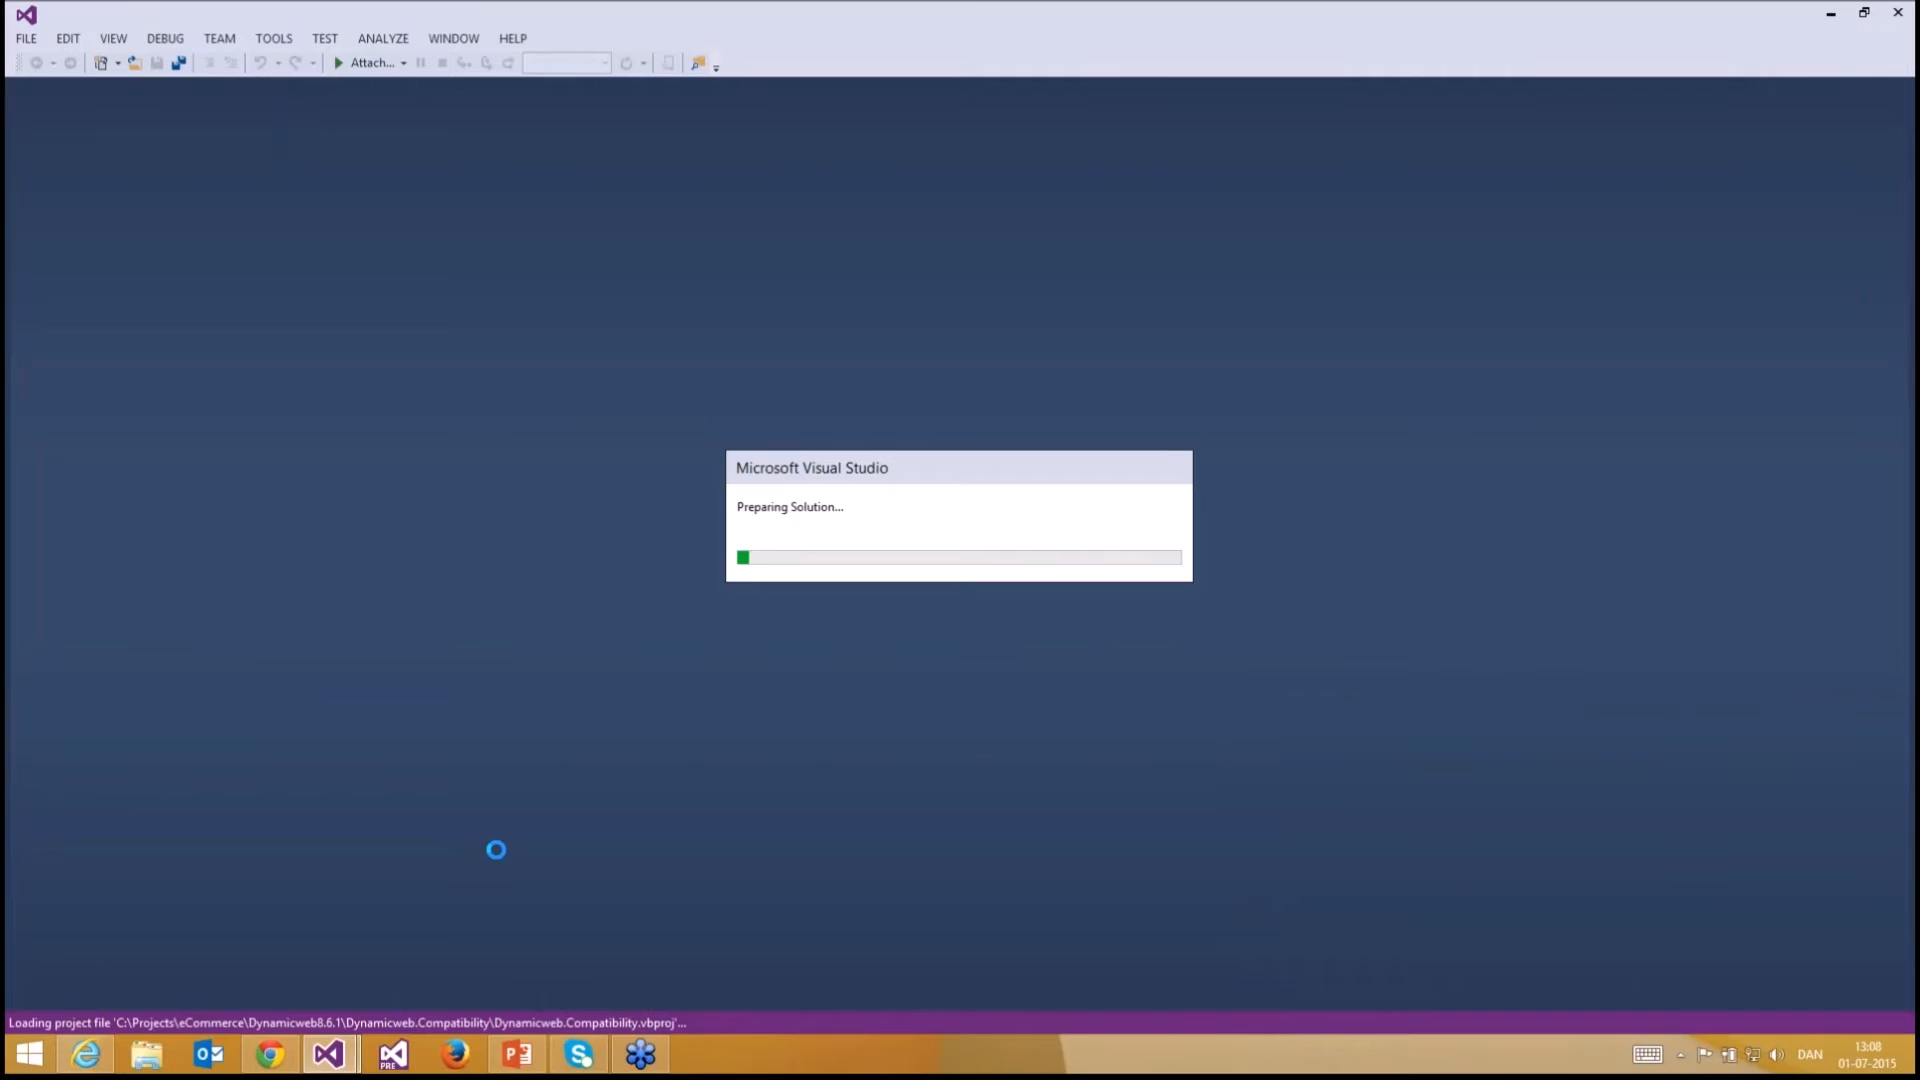 FILE EDIT VIEW DEBUG TEAM TOOLS TEST ANALYZE WINDOW HELP
Attach...
Microsoft Visual Studio
Preparing Solution...
Loading project file 'C:\Projects\eCommerce\Dynamicweb8.6.1\Dynamicweb.Compatibility\Dynamicweb.Compatibility.vbproj'...
PRE
DAN
13:08
01-07-2015